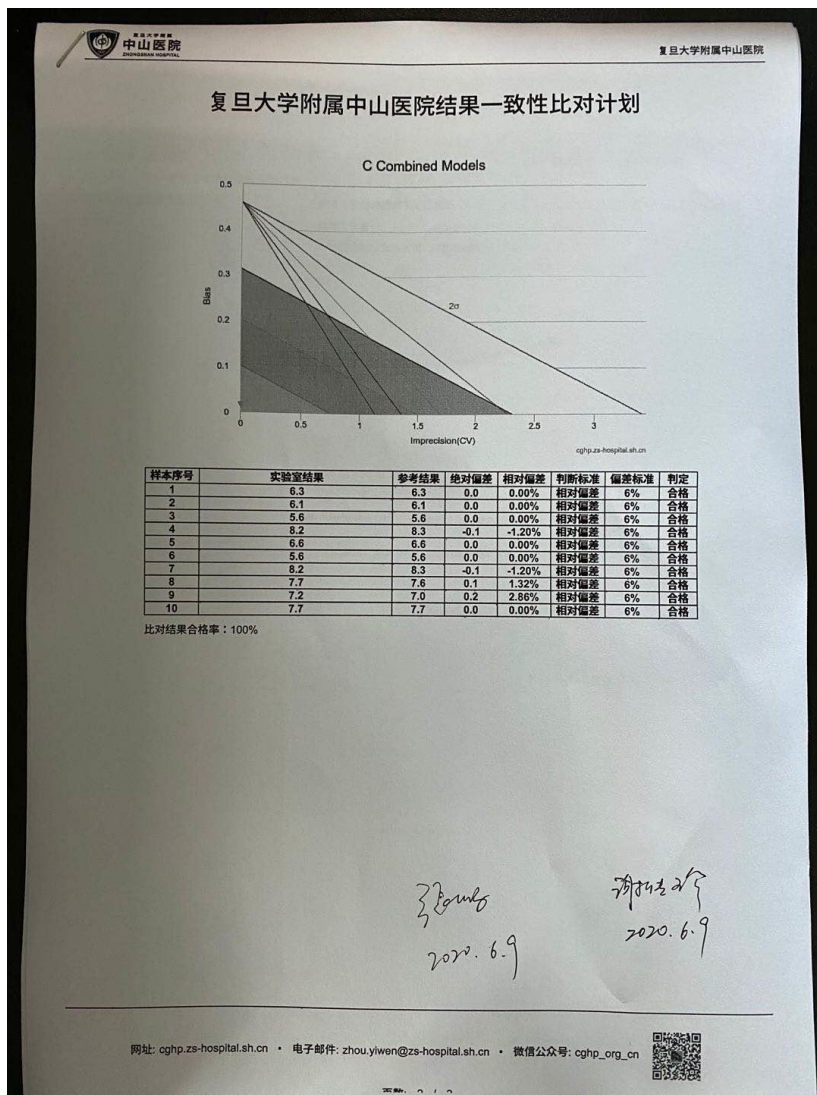 复旦大学附属
中山医院
ZHONGSHAN HOSPITAL
复旦大学附属中山医院
复旦大学附属中山医院结果一致性比对计划
C Combined Models
0.5
0.4
0.3
0.2
0.1
0
Bias
2σ
0 0.5 1 1.5 2 2.5 3
Imprecision(CV)
cghp.zs-hospital.sh.cn
样本序号 实验室结果 参考结果 绝对偏差 相对偏差 判断标准 偏差标准 判定
1 6.3 6.3 0.0 0.00% 相对偏差 6% 合格
2 6.1 6.1 0.0 0.00% 相对偏差 6% 合格
3 5.6 5.6 0.0 0.00% 相对偏差 6% 合格
4 8.2 8.3 -0.1 -1.20% 相对偏差 6% 合格
5 6.6 6.6 0.0 0.00% 相对偏差 6% 合格
6 5.6 5.6 0.0 0.00% 相对偏差 6% 合格
7 8.2 8.3 -0.1 -1.20% 相对偏差 6% 合格
8 7.7 7.6 0.1 1.32% 相对偏差 6% 合格
9 7.2 7.0 0.2 2.86% 相对偏差 6% 合格
10 7.7 7.7 0.0 0.00% 相对偏差 6% 合格
比对结果合格率：100%
2020.6.9
2020.6.9
网址: cghp.zs-hospital.sh.cn • 电子邮件: zhou.yiwen@zs-hospital.sh.cn • 微信公众号: cghp_org_cn